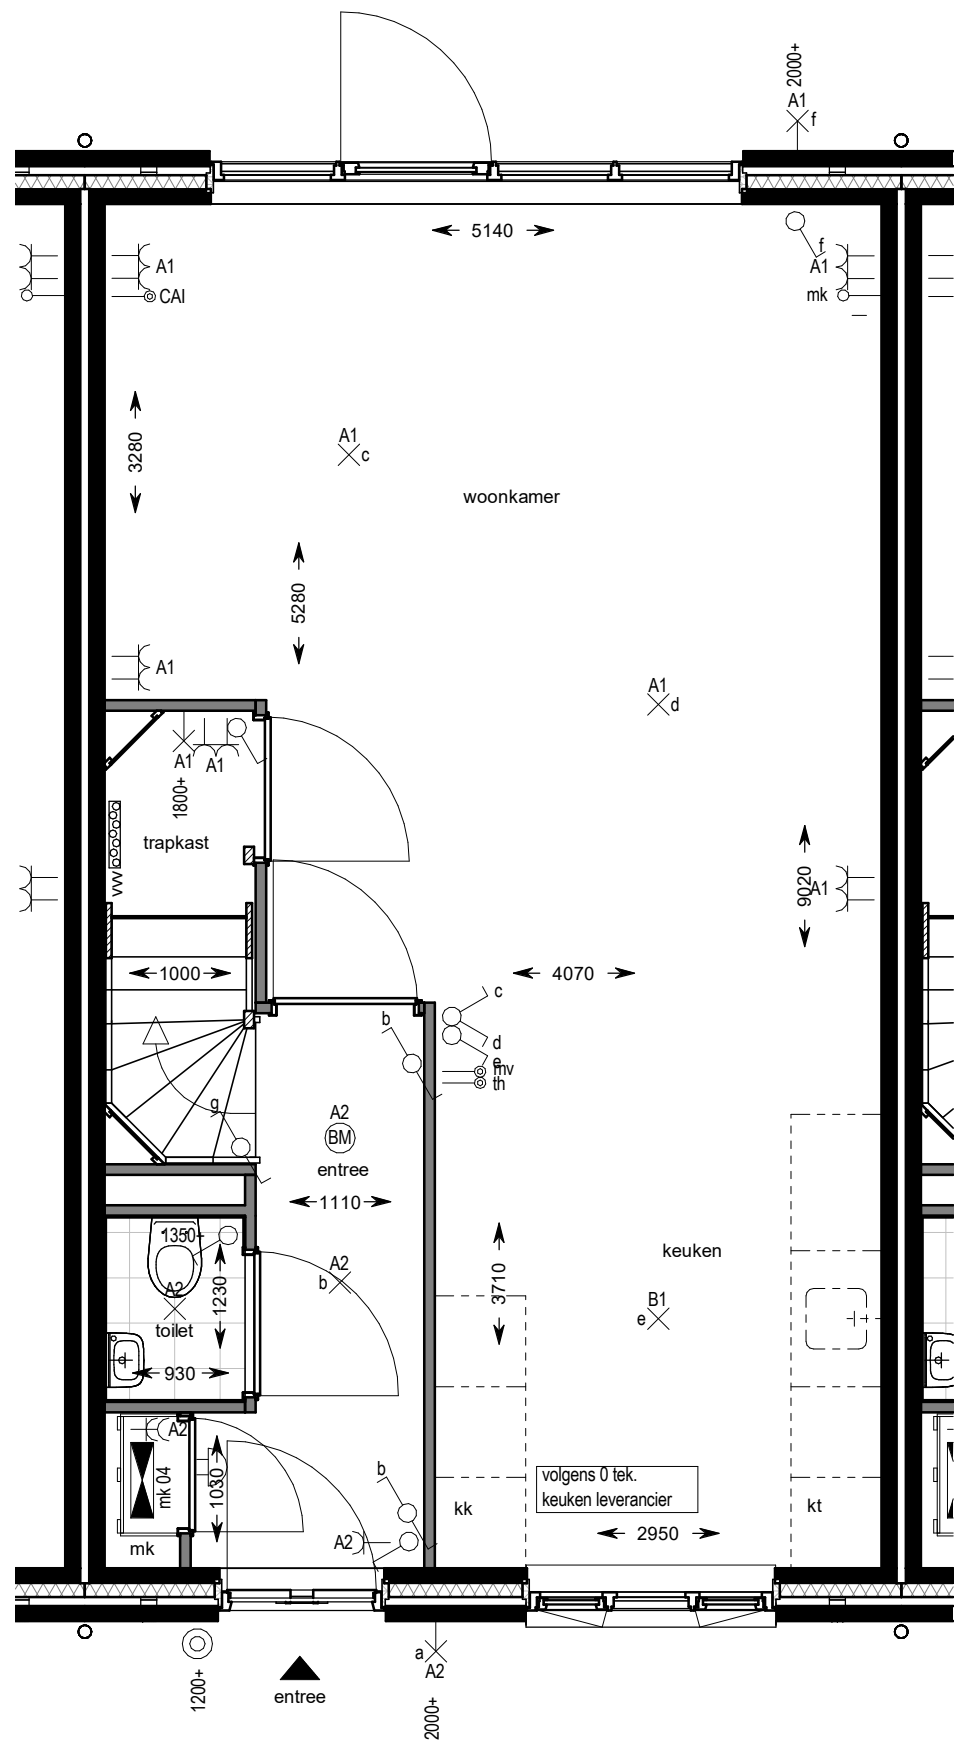 2000+
A1
f
5140
A1
CAI
f
A1
mk
3280
A1
c
woonkamer
5280
A1
A1
d
A1
A1
1800+
trapkast
VVV
9020
A1
1000
4070
c
b
d
e
mv
th
g
A2
BM
entree
1110
1350+
keuken
A2
b
1230
3710
A2
B1
e
toilet
930
A2
mk 04
1030
b
volgens 0 tek.
keuken leverancier
kk
kt
A2
2950
mk
a
A2
1200+
entree
2000+